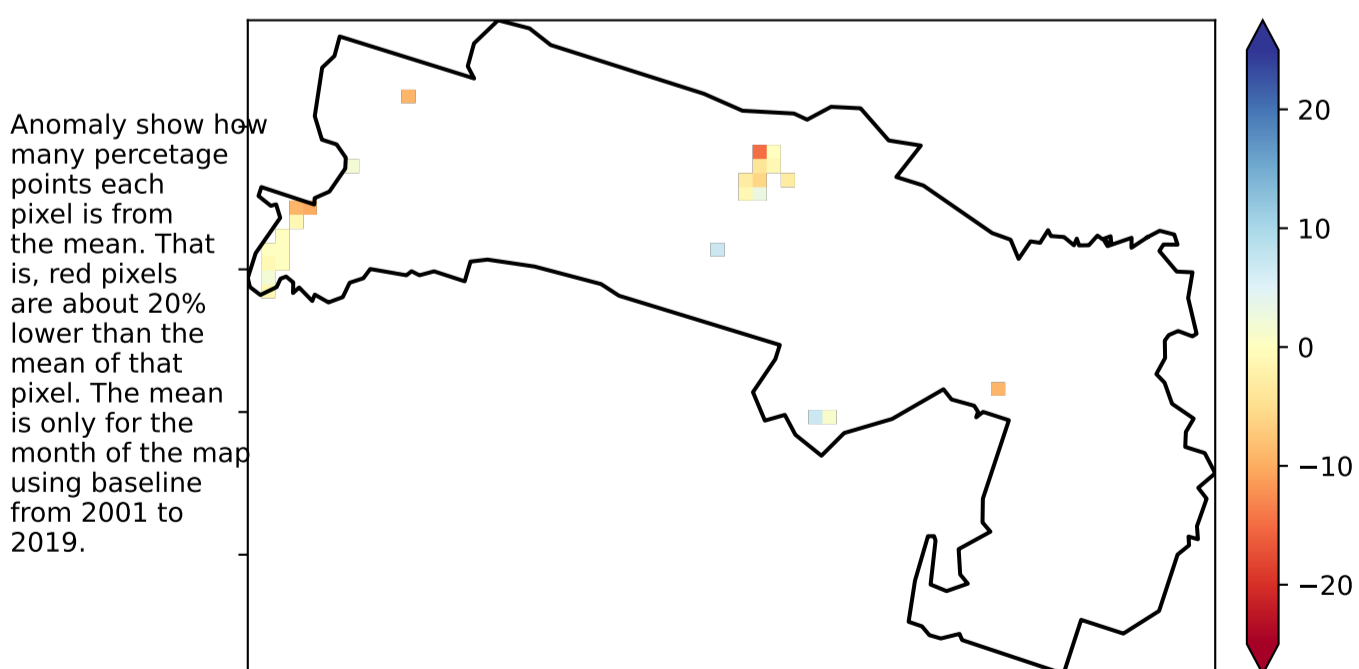 Anomaly show how
many percetage
points each
pixel is from
the mean. That
is, red pixels
are about 20%
lower than the
mean of that
pixel. The mean
is only for the
month of the map
using baseline
from 2001 to
2019.
20
10
0
−10
−20